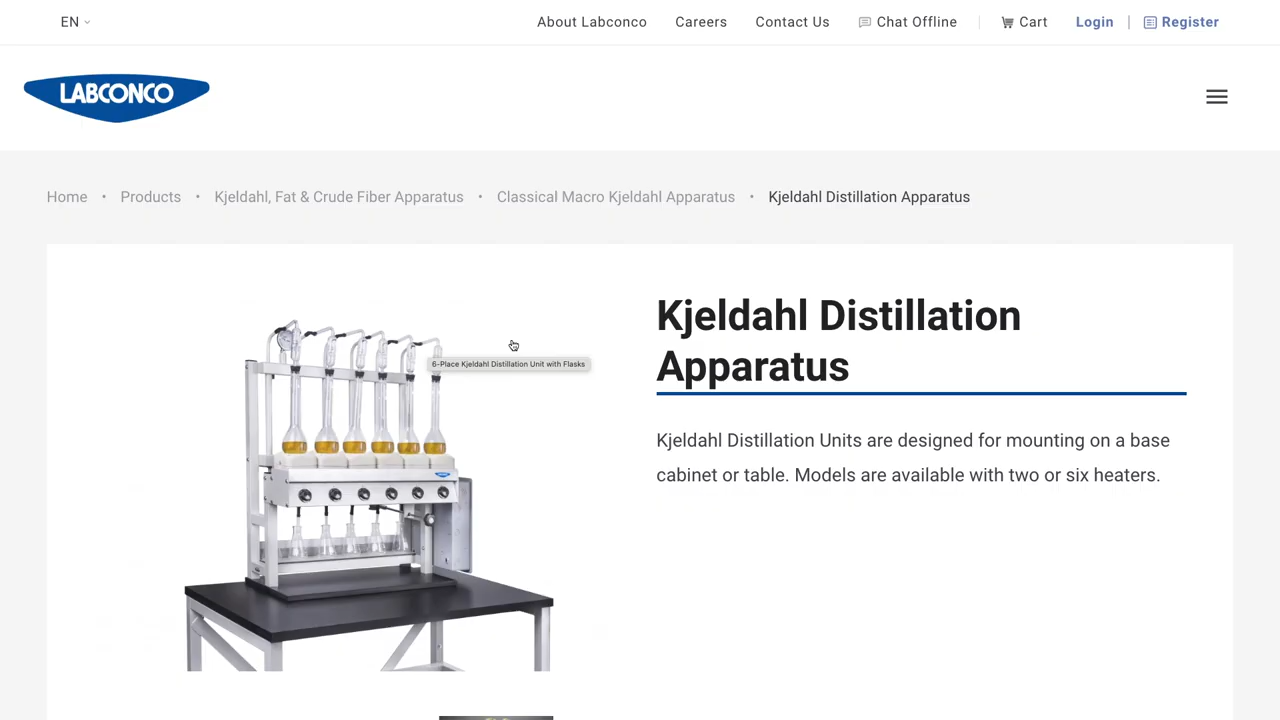 EN
About Labconco
Careers
Contact Us
Chat Offline
Cart
Login
Register
LABCONCO
Home • Products • Kjeldahl, Fat & Crude Fiber Apparatus • Classical Macro Kjeldahl Apparatus • Kjeldahl Distillation Apparatus
Kjeldahl Distillation
Apparatus
6-Place Kjeldahl Distillation Unit with Flasks
Kjeldahl Distillation Units are designed for mounting on a base
cabinet or table. Models are available with two or six heaters.